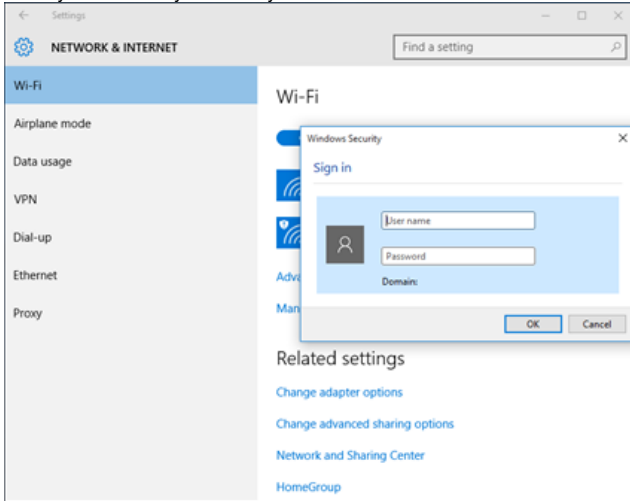 Settings
NETWORK & INTERNET
Find a setting
Wi-Fi
Airplane mode
Data usage
VPN
Dial-up
Ethernet
Proxy
Wi-Fi
Windows Security
Sign in
User name
Password
Domain:
OK Cancel
Adva
Man
Related settings
Change adapter options
Change advanced sharing options
Network and Sharing Center
HomeGroup